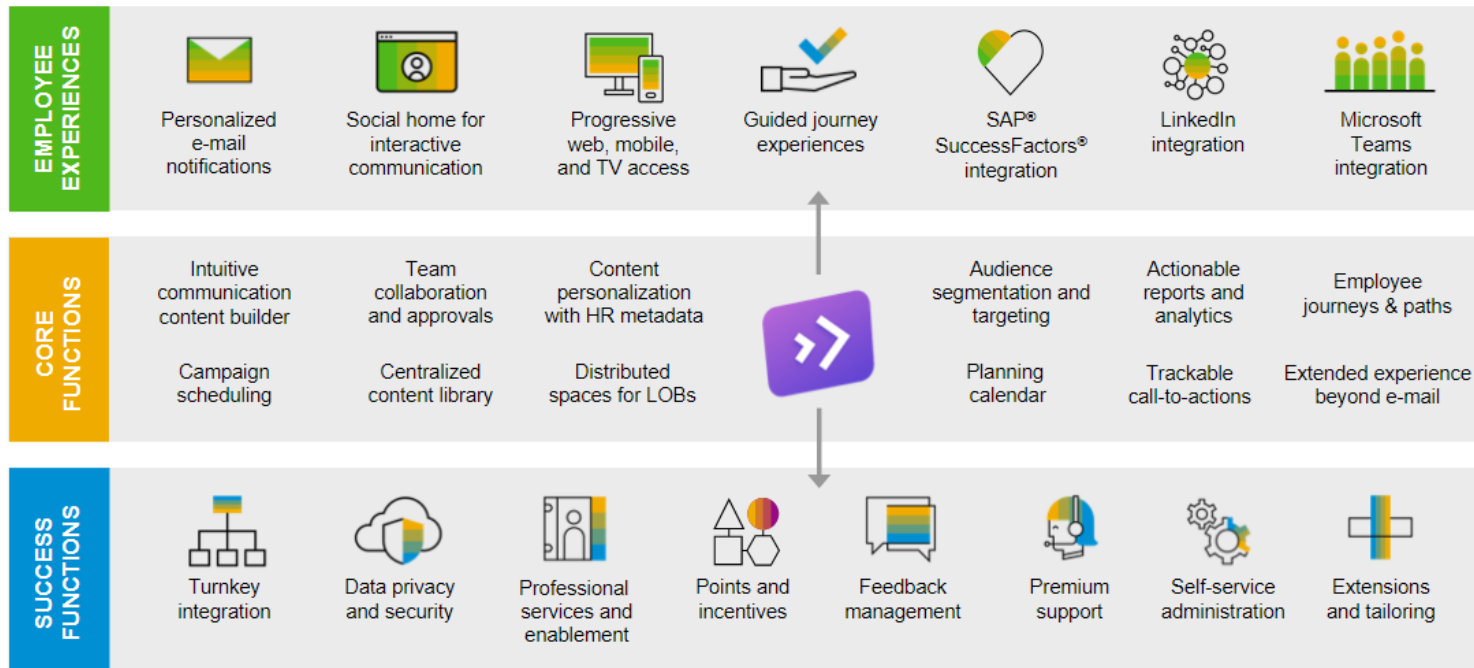 EMPLOYEE
EXPERIENCES
Personalized
e-mail
notifications
Social home for
interactive
communication
Progressive
web, mobile,
and TV access
Guided journey
experiences
SAP®
SuccessFactors®
integration
LinkedIn
integration
Microsoft
Teams
integration
CORE
FUNCTIONS
Intuitive
communication
content builder
Team
collaboration
and approvals
Content
personalization
with HR metadata
Audience
segmentation and
targeting
Actionable
reports and
analytics
Employee
journeys & paths
Campaign
scheduling
Centralized
content library
Distributed
spaces for LOBs
Planning
calendar
Trackable
call-to-actions
Extended experience
beyond e-mail
SUCCESS
FUNCTIONS
Turnkey
integration
Data privacy
and security
Professional
services and
enablement
Points and
incentives
Feedback
management
Premium
support
Self-service
administration
Extensions
and tailoring